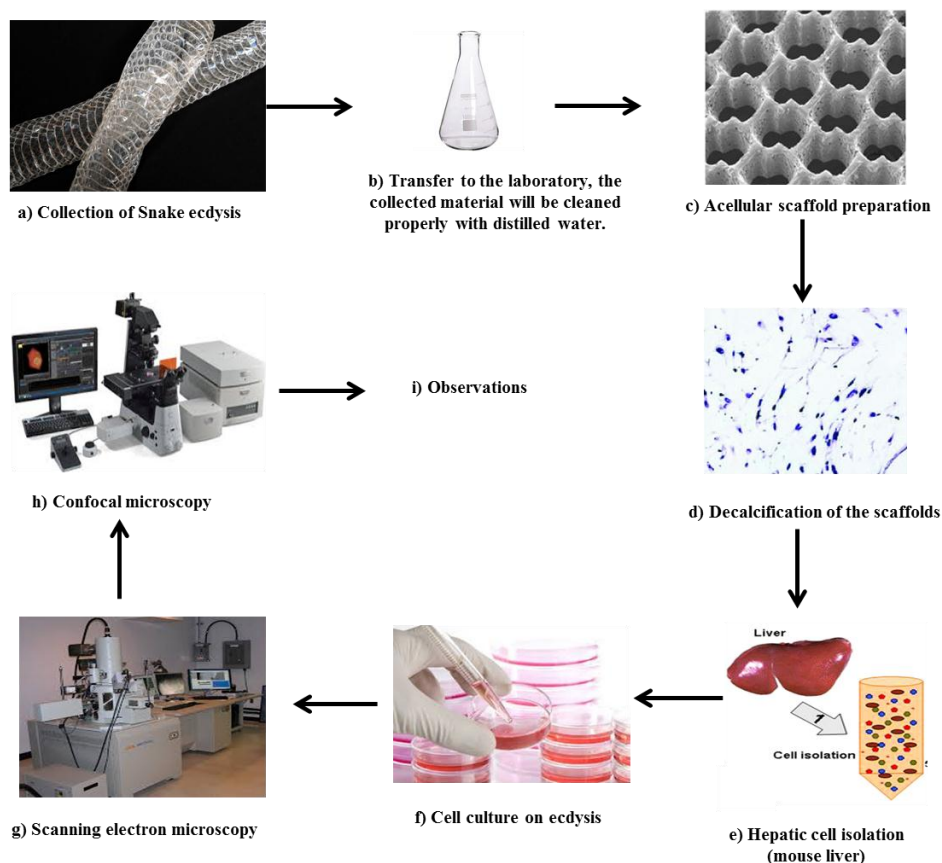 a) Collection of Snake ecdysis
b) Transfer to the laboratory, the
collected material will be cleaned
properly with distilled water.
c) Acellular scaffold preparation
d) Decalcification of the scaffolds
Liver
1
Cell isolation
e) Hepatic cell isolation
(mouse liver)
f) Cell culture on ecdysis
g) Scanning electron microscopy
h) Confocal microscopy
i) Observations